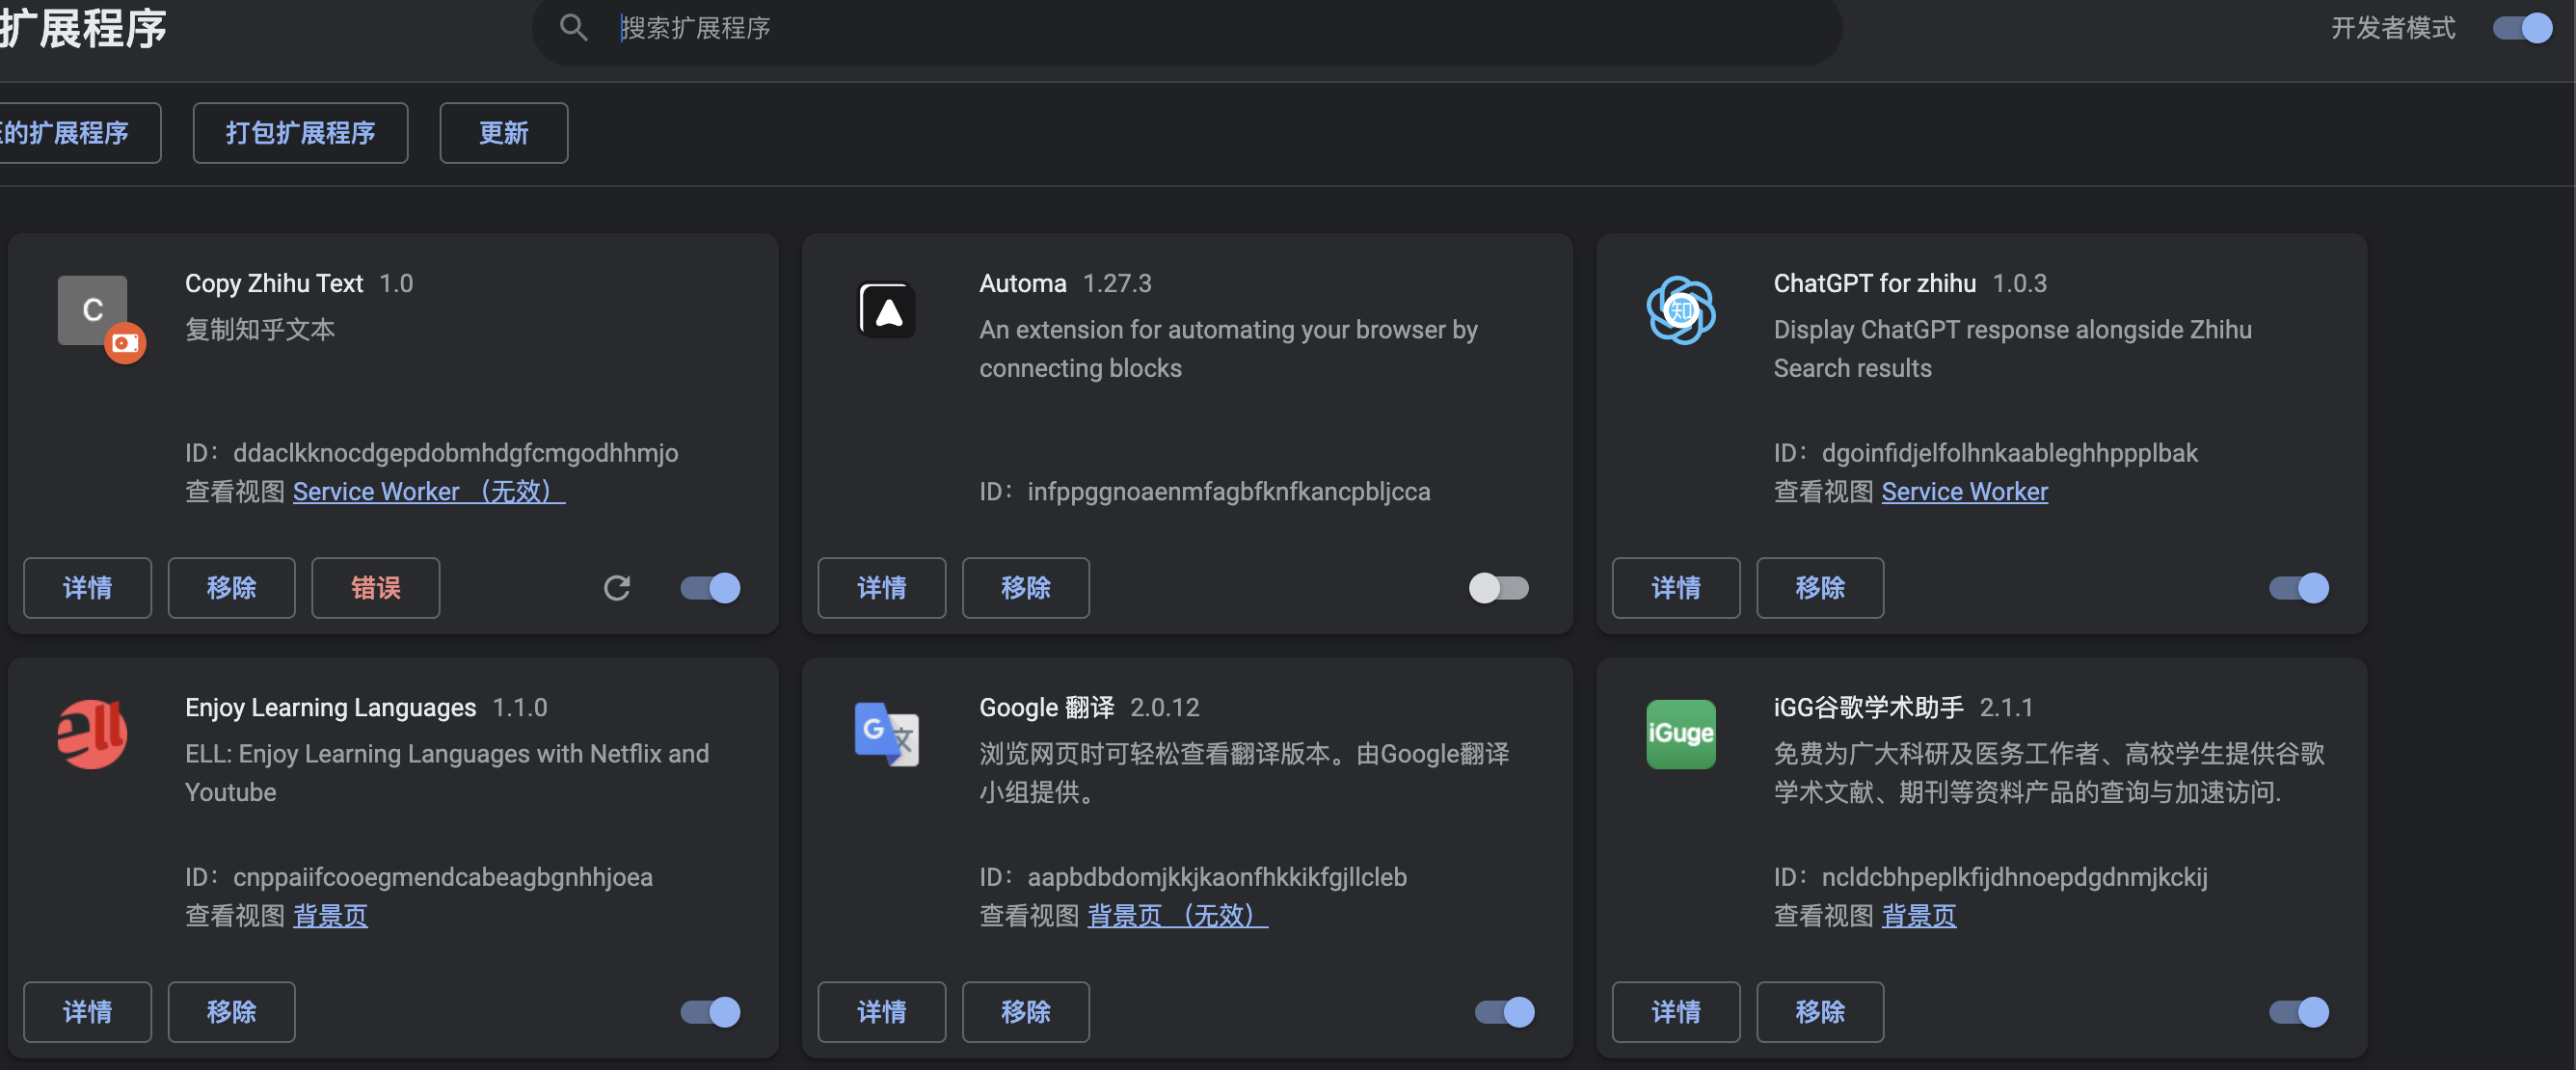 扩展程序
搜索扩展程序
开发者模式
的扩展程序
打包扩展程序
更新
C
Copy Zhihu Text 1.0
复制知乎文本
ID：ddaclkknocdgepdobmhdgfcmgodhhmjo
查看视图 Service Worker （无效）
详情
移除
错误
Automa 1.27.3
An extension for automating your browser by
connecting blocks
ID：infppggnoaenmfagbfknfkancpbljcca
详情
移除
知
ChatGPT for zhihu 1.0.3
Display ChatGPT response alongside Zhihu
Search results
ID：dgoinfidjelfolhnkaableghhppplbak
查看视图 Service Worker
详情
移除
ell
Enjoy Learning Languages 1.1.0
ELL: Enjoy Learning Languages with Netflix and
Youtube
ID：cnppaiifcooegmendcabeagbgnhhjoea
查看视图 背景页
详情
移除
G 文
Google 翻译 2.0.12
浏览网页时可轻松查看翻译版本。由Google翻译
小组提供。
ID：aapbdbdomjkkjkaonfhkkikfgjllcleb
查看视图 背景页 （无效）
详情
移除
iGuge
iGG谷歌学术助手 2.1.1
免费为广大科研及医务工作者、高校学生提供谷歌
学术文献、期刊等资料产品的查询与加速访问.
ID：ncldcbhpeplkfijdhnoepdgdnmjkckij
查看视图 背景页
详情
移除